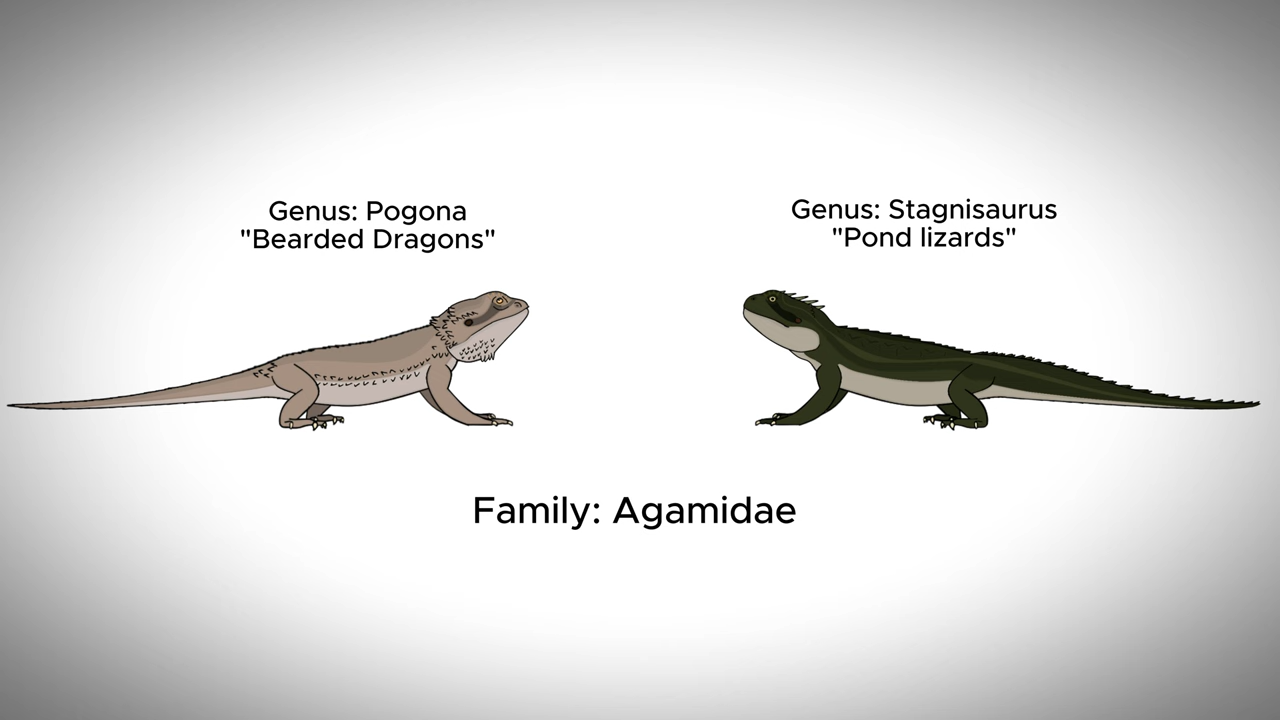 Genus: Pogona
"Bearded Dragons"
Genus: Stagnisaurus
"Pond lizards"
Family: Agamidae